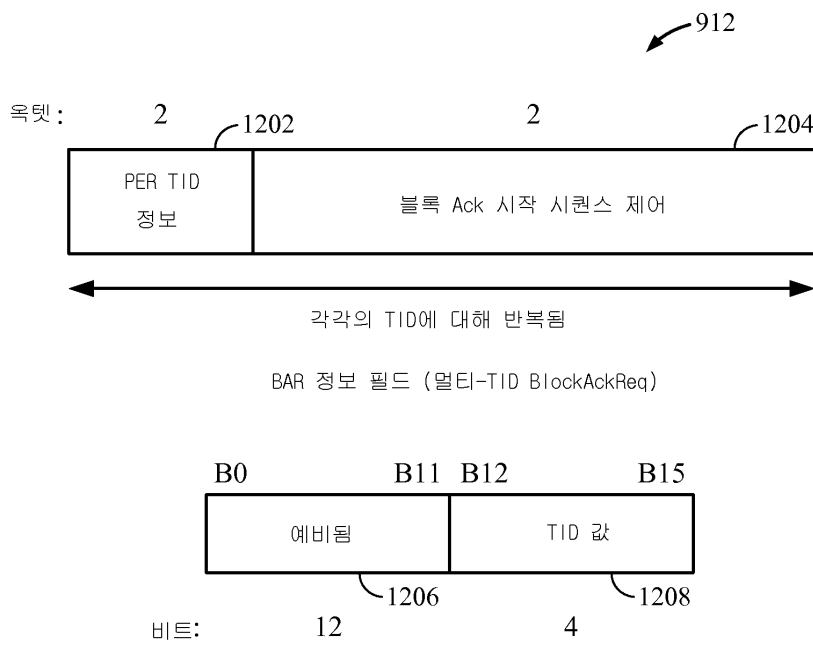 912
옥텟: 2 2
1202 1204
PER TID
정보
블록 Ack 시작 시퀀스 제어
각각의 TID에 대해 반복됨
BAR 정보 필드 (멀티-TID BlockAckReq)
B0 B11 B12 B15
예비됨 TID 값
1206 1208
비트: 12 4